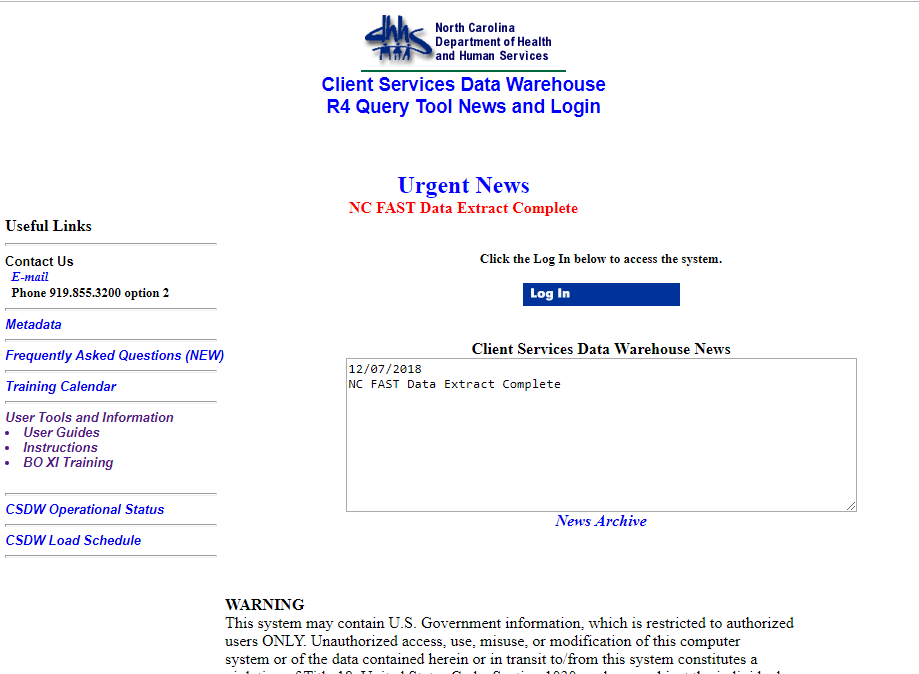 dhhs
North Carolina
Department of Health
and Human Services
Client Services Data Warehouse
R4 Query Tool News and Login
Urgent News
NC FAST Data Extract Complete
Useful Links
Contact Us
E-mail
Phone 919.855.3200 option 2
Metadata
Frequently Asked Questions (NEW)
Training Calendar
User Tools and Information
• User Guides
• Instructions
• BO XI Training
CSDW Operational Status
CSDW Load Schedule
Click the Log In below to access the system.
Log In
Client Services Data Warehouse News
12/07/2018
NC FAST Data Extract Complete
News Archive
WARNING
This system may contain U.S. Government information, which is restricted to authorized
users ONLY. Unauthorized access, use, misuse, or modification of this computer
system or of the data contained herein or in transit to/from this system constitutes a